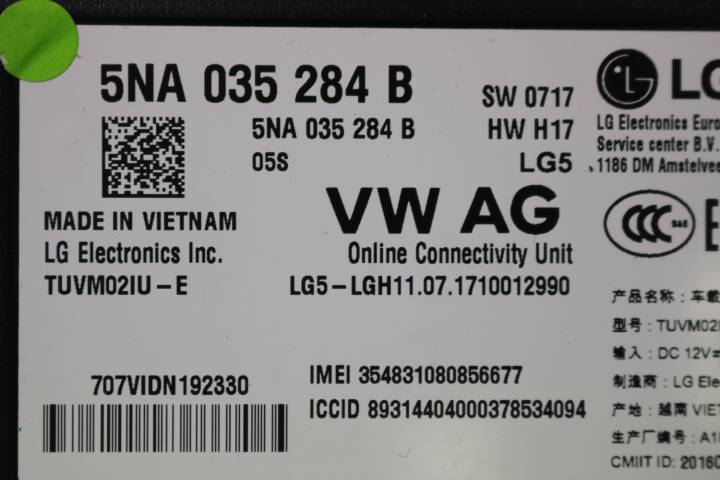 5NA 035 284 B
SW 0717
5NA 035 284 B
HW H17
05S
LG5
VW AG
Online Connectivity Unit
LG5-LGH11.07.1710012990
MADE IN VIETNAM
LG Electronics Inc.
TUVM02IU-E
707VIDN192330
IMEI 354831080856677
ICCID 89314404000378534094
LG
LG Electronics Euro
Service center B.V.
1186 DM Amstelvee
CCC S&E
产品名称：车载
型号：TUVM02I
输入：DC 12V=
制造商：LG Ele
产地：越南 VIET
生产厂编号：A1
CMIIT ID: 2016